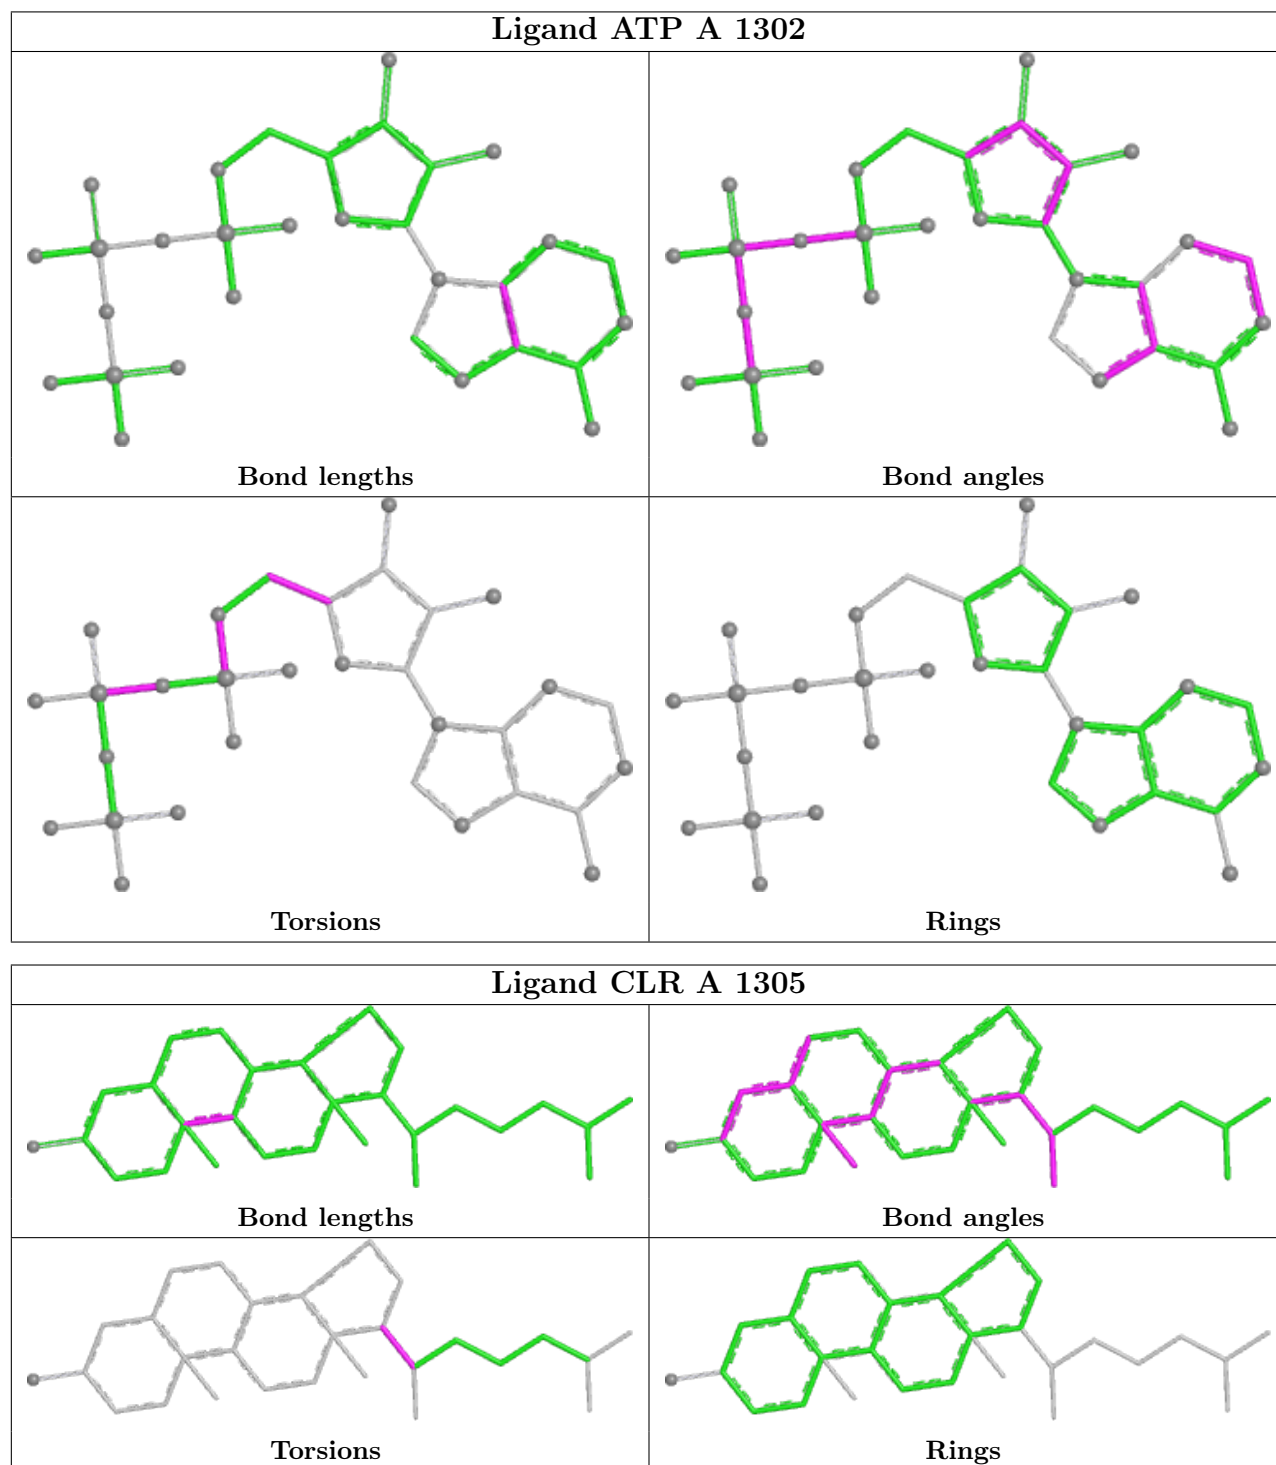 Ligand ATP A 1302
Bond lengths
Bond angles
Torsions
Rings
Ligand CLR A 1305
Bond lengths
Bond angles
Torsions
Rings